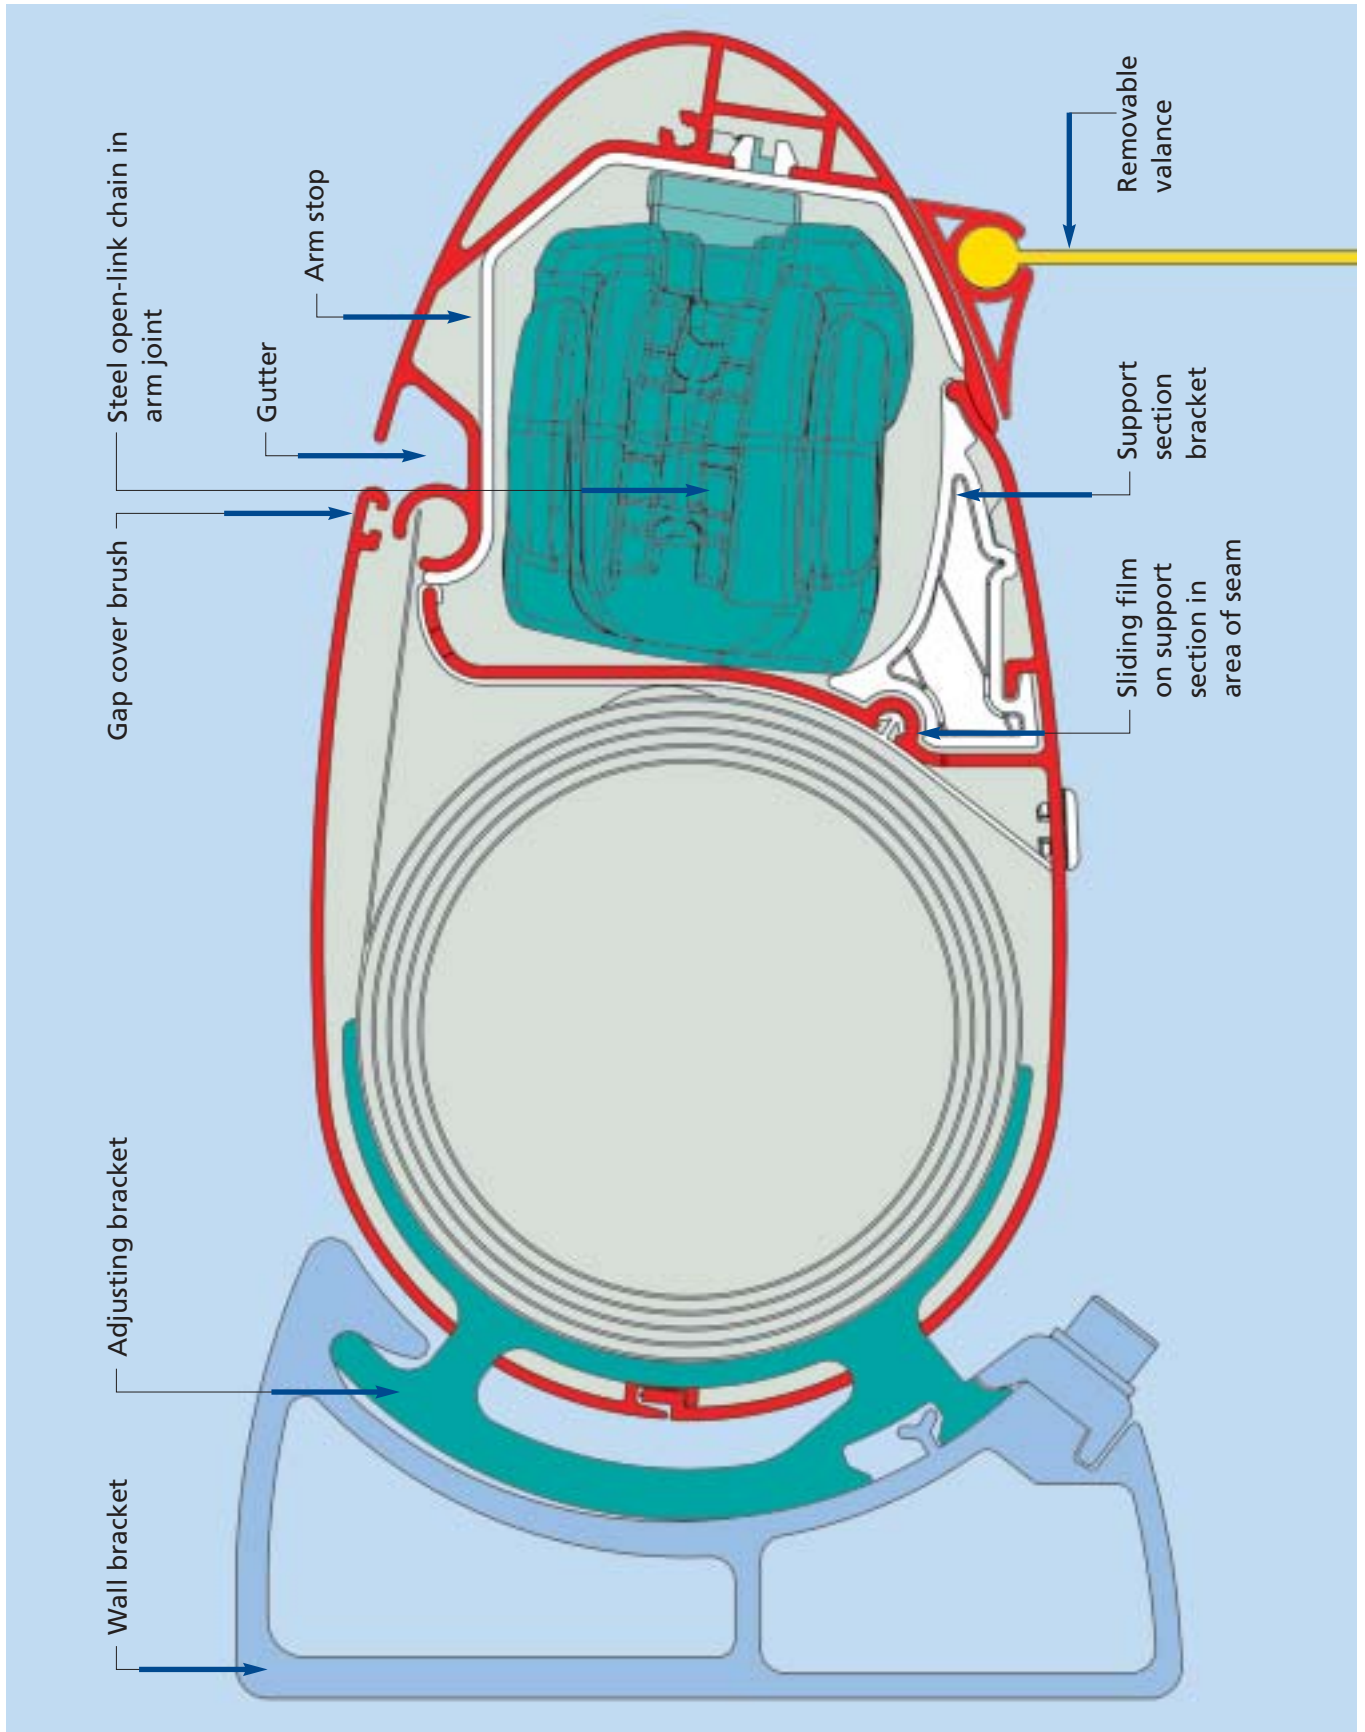 Wall bracket
Adjusting bracket
Gap cover brush
Steel open-link chain in
arm joint
Gutter
Arm stop
Sliding film
on support
section in
area of seam
Support
section
bracket
Removable
valance